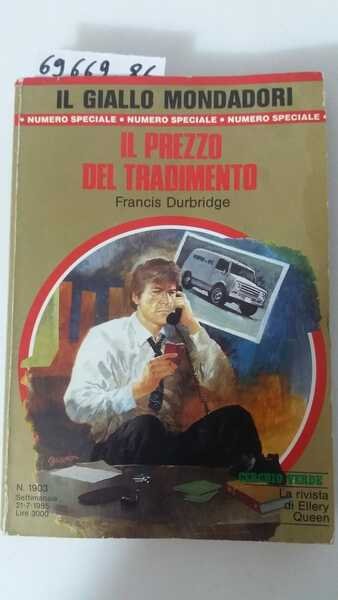 69669 86
IL GIALLO MONDADORI
• NUMERO SPECIALE • NUMERO SPECIALE • NUMERO SPECIALE •
IL PREZZO
DEL TRADIMENTO
Francis Durbridge
N. 1903
Settimanale
21-7-1985
Lire 3000
CERCHIO VERDE
La rivista
di Ellery
Queen